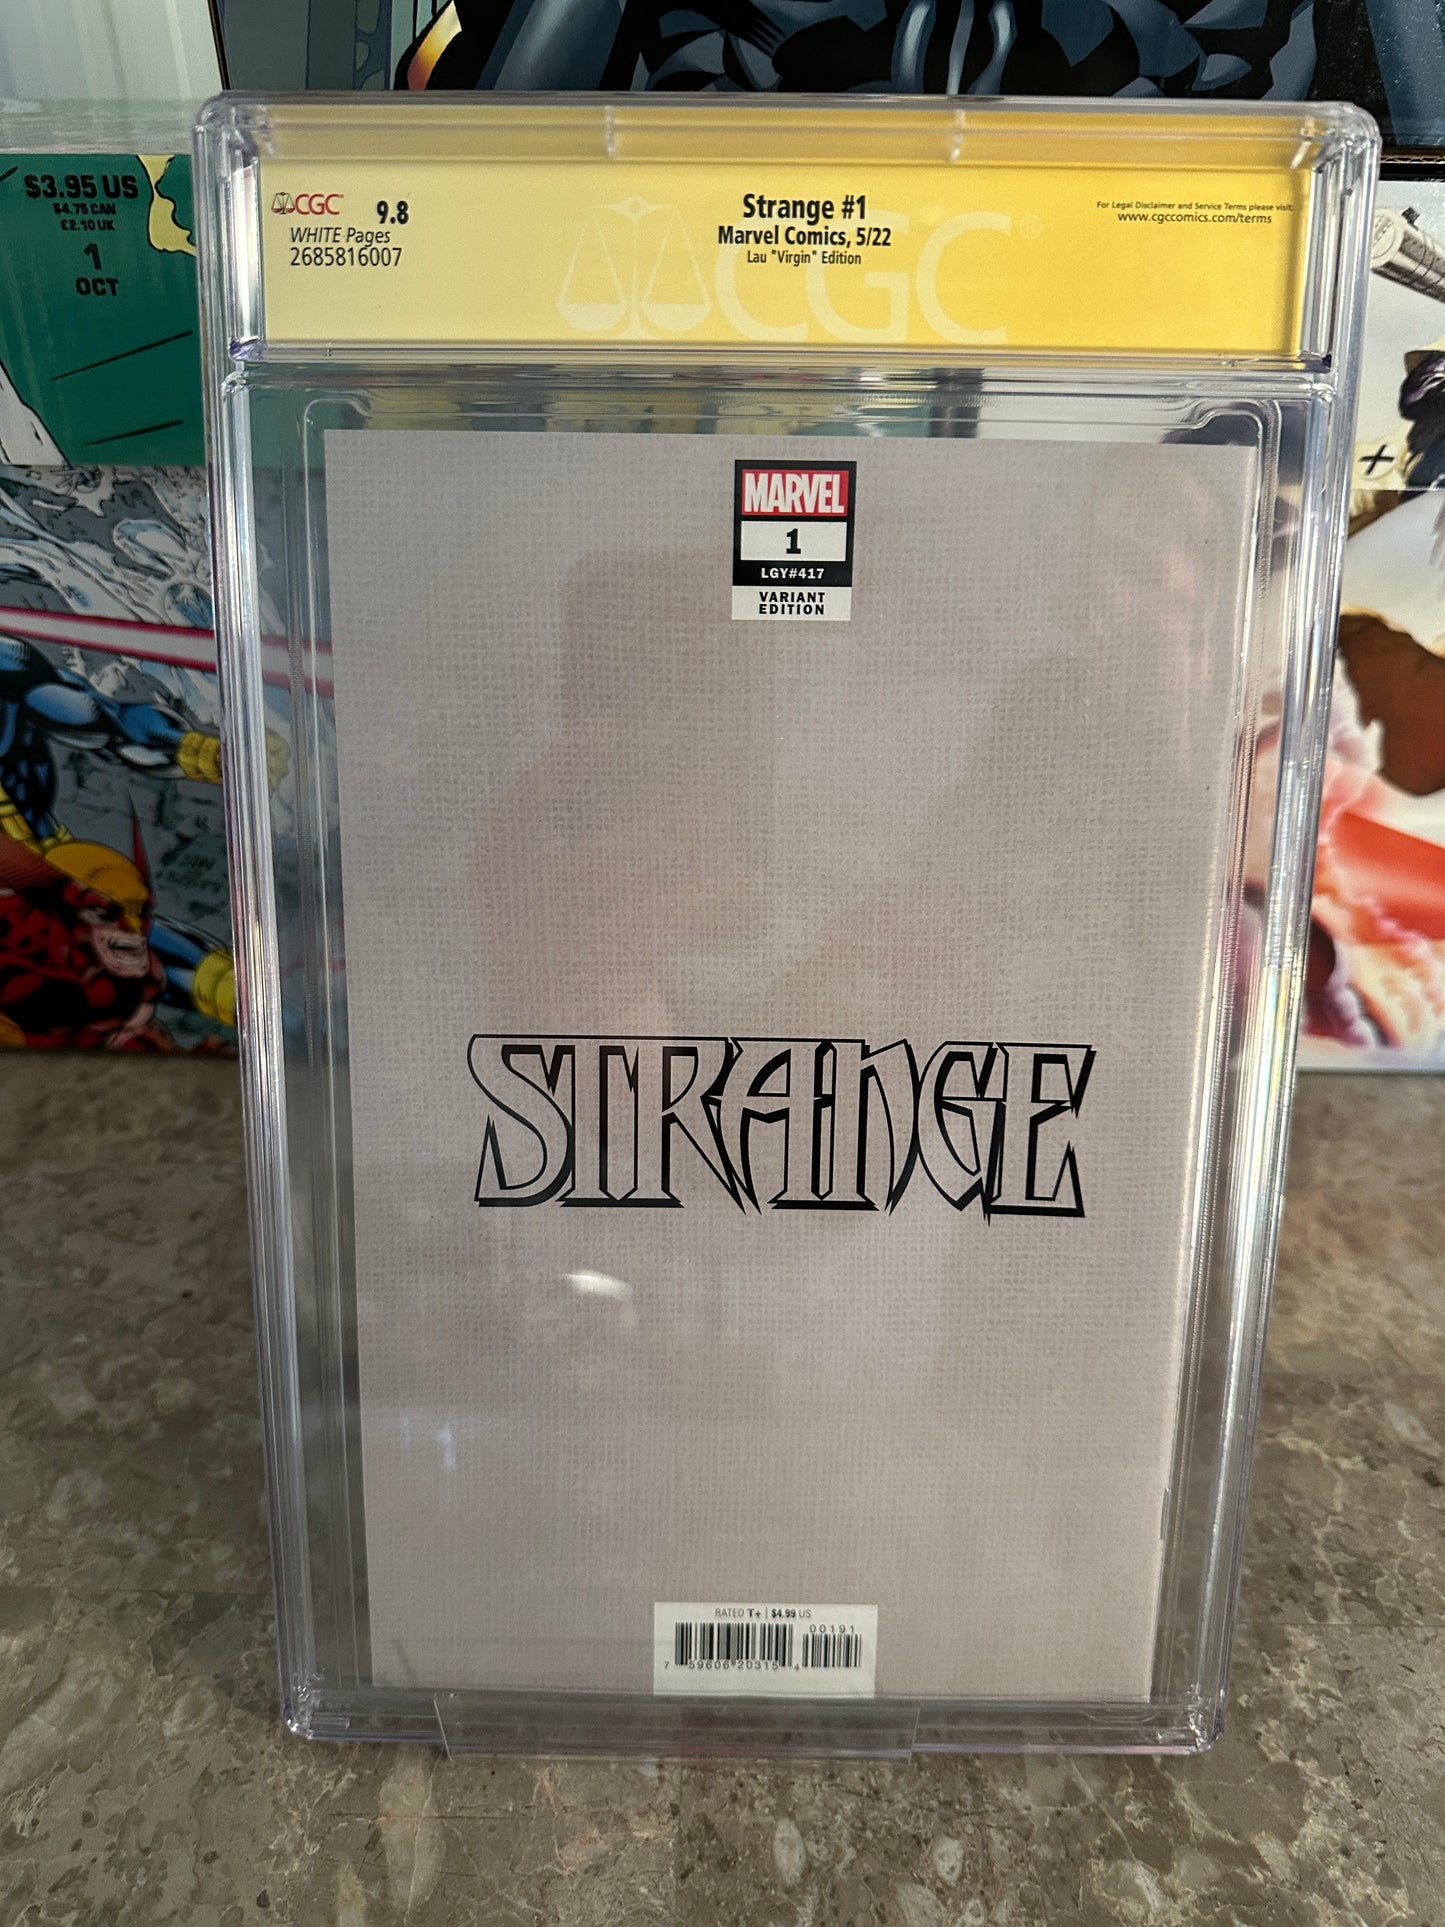 $3.95 US
$4.75 CAN
£2.10 UK
1
OCT
CGC 9.8
WHITE Pages
2685816007
Strange #1
Marvel Comics, 5/22
Lau "Virgin" Edition
For Legal Disclaimer and Service Terms please visit:
www.cgccomics.com/terms
CGC
MARVEL
1
LGY#417
VARIANT
EDITION
STRANGE
RATED T+ | $4.99 US
00191
7 59606 20315 4